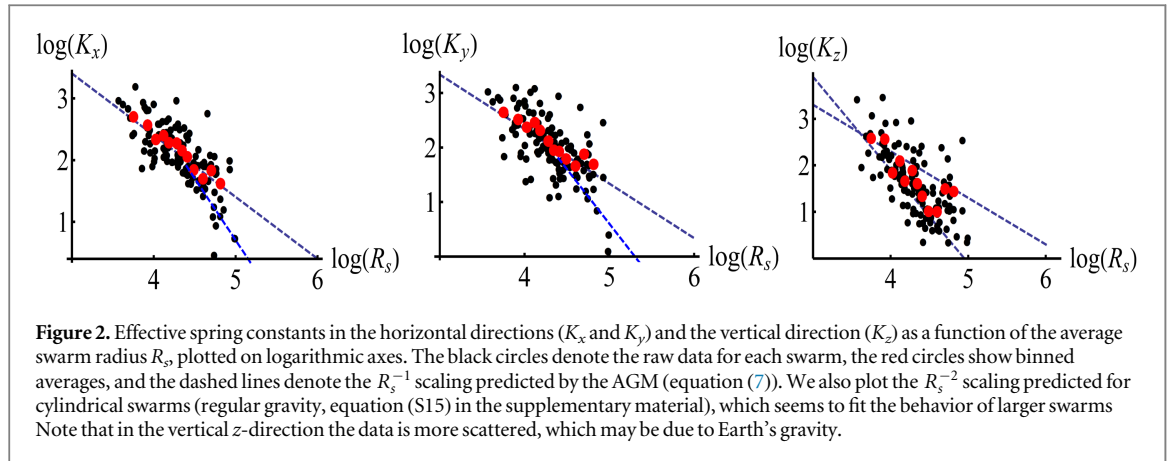 log(Kx) log(Ky) log(Kz)
3 3 3
2 2 2
1 1 1
4 5 6 log(Rs) 4 5 6 log(Rs) 4 5 6 log(Rs)
Figure 2. Effective spring constants in the horizontal directions (Kx and Ky) and the vertical direction (Kz) as a function of the average
swarm radius Rs, plotted on logarithmic axes. The black circles denote the raw data for each swarm, the red circles show binned
averages, and the dashed lines denote the Rs⁻¹ scaling predicted by the AGM (equation (7)). We also plot the Rs⁻² scaling predicted for
cylindrical swarms (regular gravity, equation (S15) in the supplementary material), which seems to fit the behavior of larger swarms
Note that in the vertical z-direction the data is more scattered, which may be due to Earth's gravity.